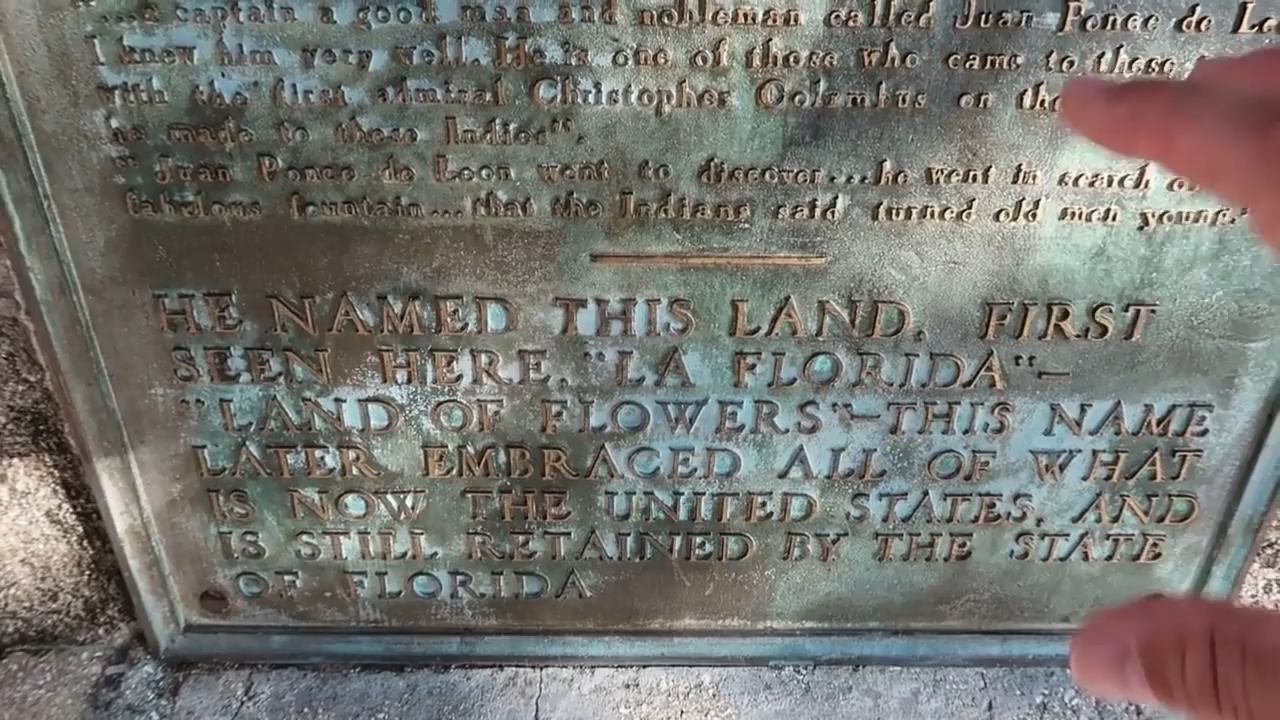 "...a captain a good man and nobleman called Juan Ponce de Le
I knew him very well. He is one of those who came to these
with the first admiral Christopher Columbus on the
he made to these Indies".
"Juan Ponce de Leon went to discover...he went in search o
fabulous fountain...that the Indians said turned old men young."
HE NAMED THIS LAND, FIRST
SEEN HERE, "LA FLORIDA"–
"LAND OF FLOWERS"–THIS NAME
LATER EMBRACED ALL OF WHAT
IS NOW THE UNITED STATES, AND
IS STILL RETAINED BY THE STATE
OF FLORIDA